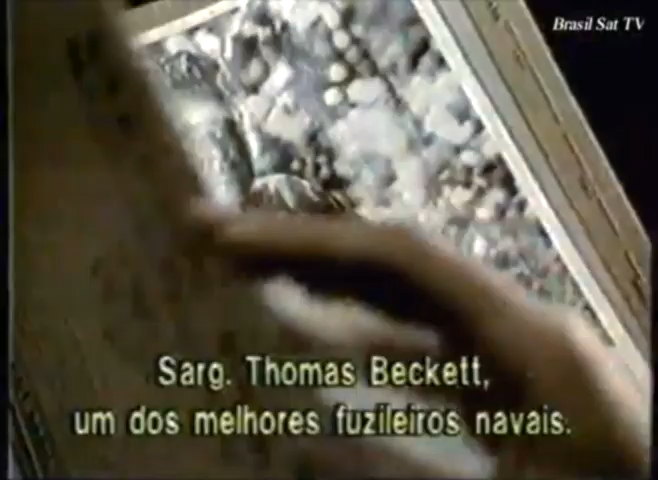 Brasil Sat TV
Sarg. Thomas Beckett,
um dos melhores fuzileiros navais.